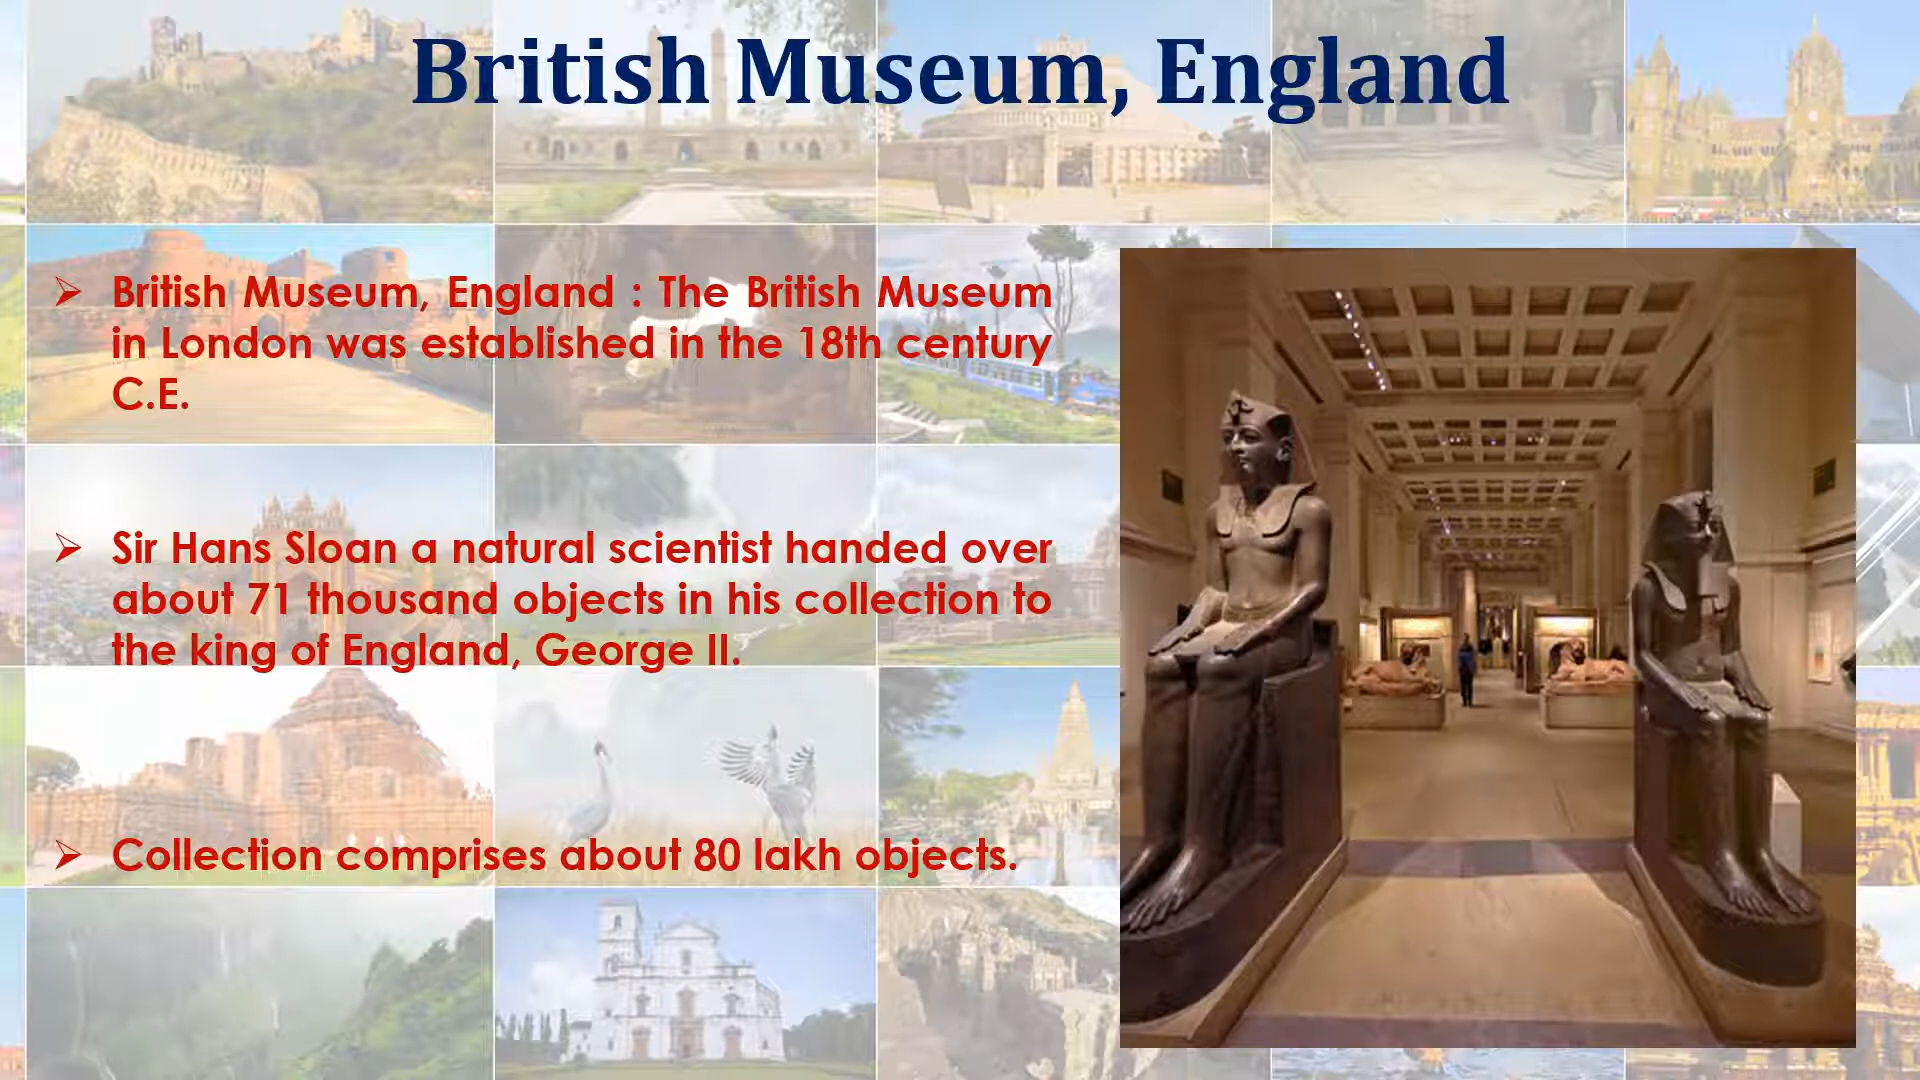 British Museum, England
British Museum, England : The British Museum
in London was established in the 18th century
C.E.
Sir Hans Sloan a natural scientist handed over
about 71 thousand objects in his collection to
the king of England, George II.
Collection comprises about 80 lakh objects.